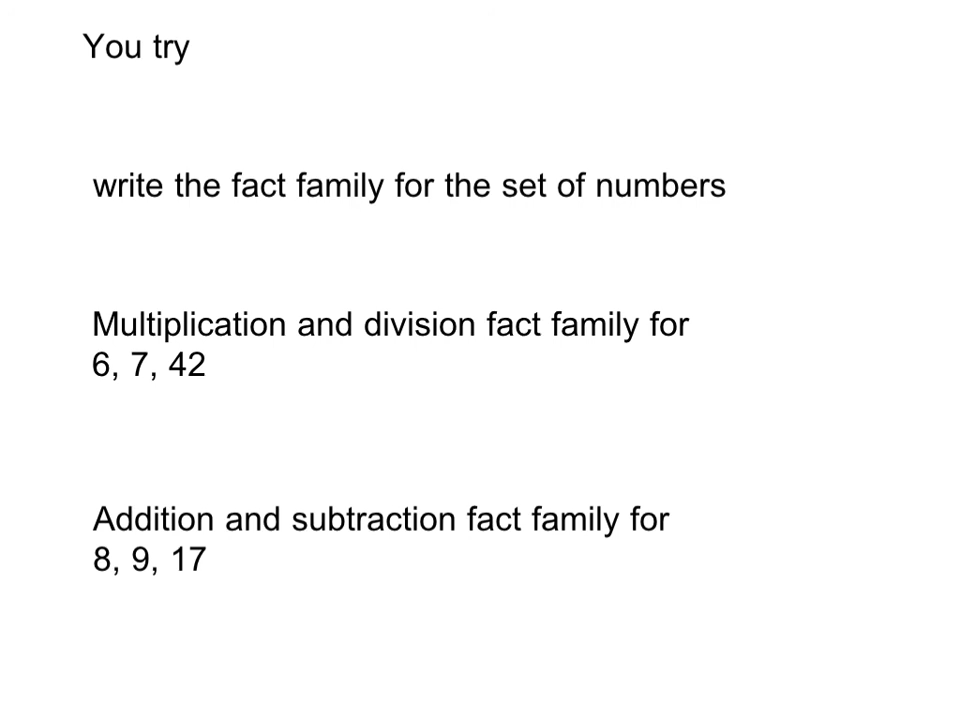 You try
write the fact family for the set of numbers
Multiplication and division fact family for
6, 7, 42
Addition and subtraction fact family for
8, 9, 17